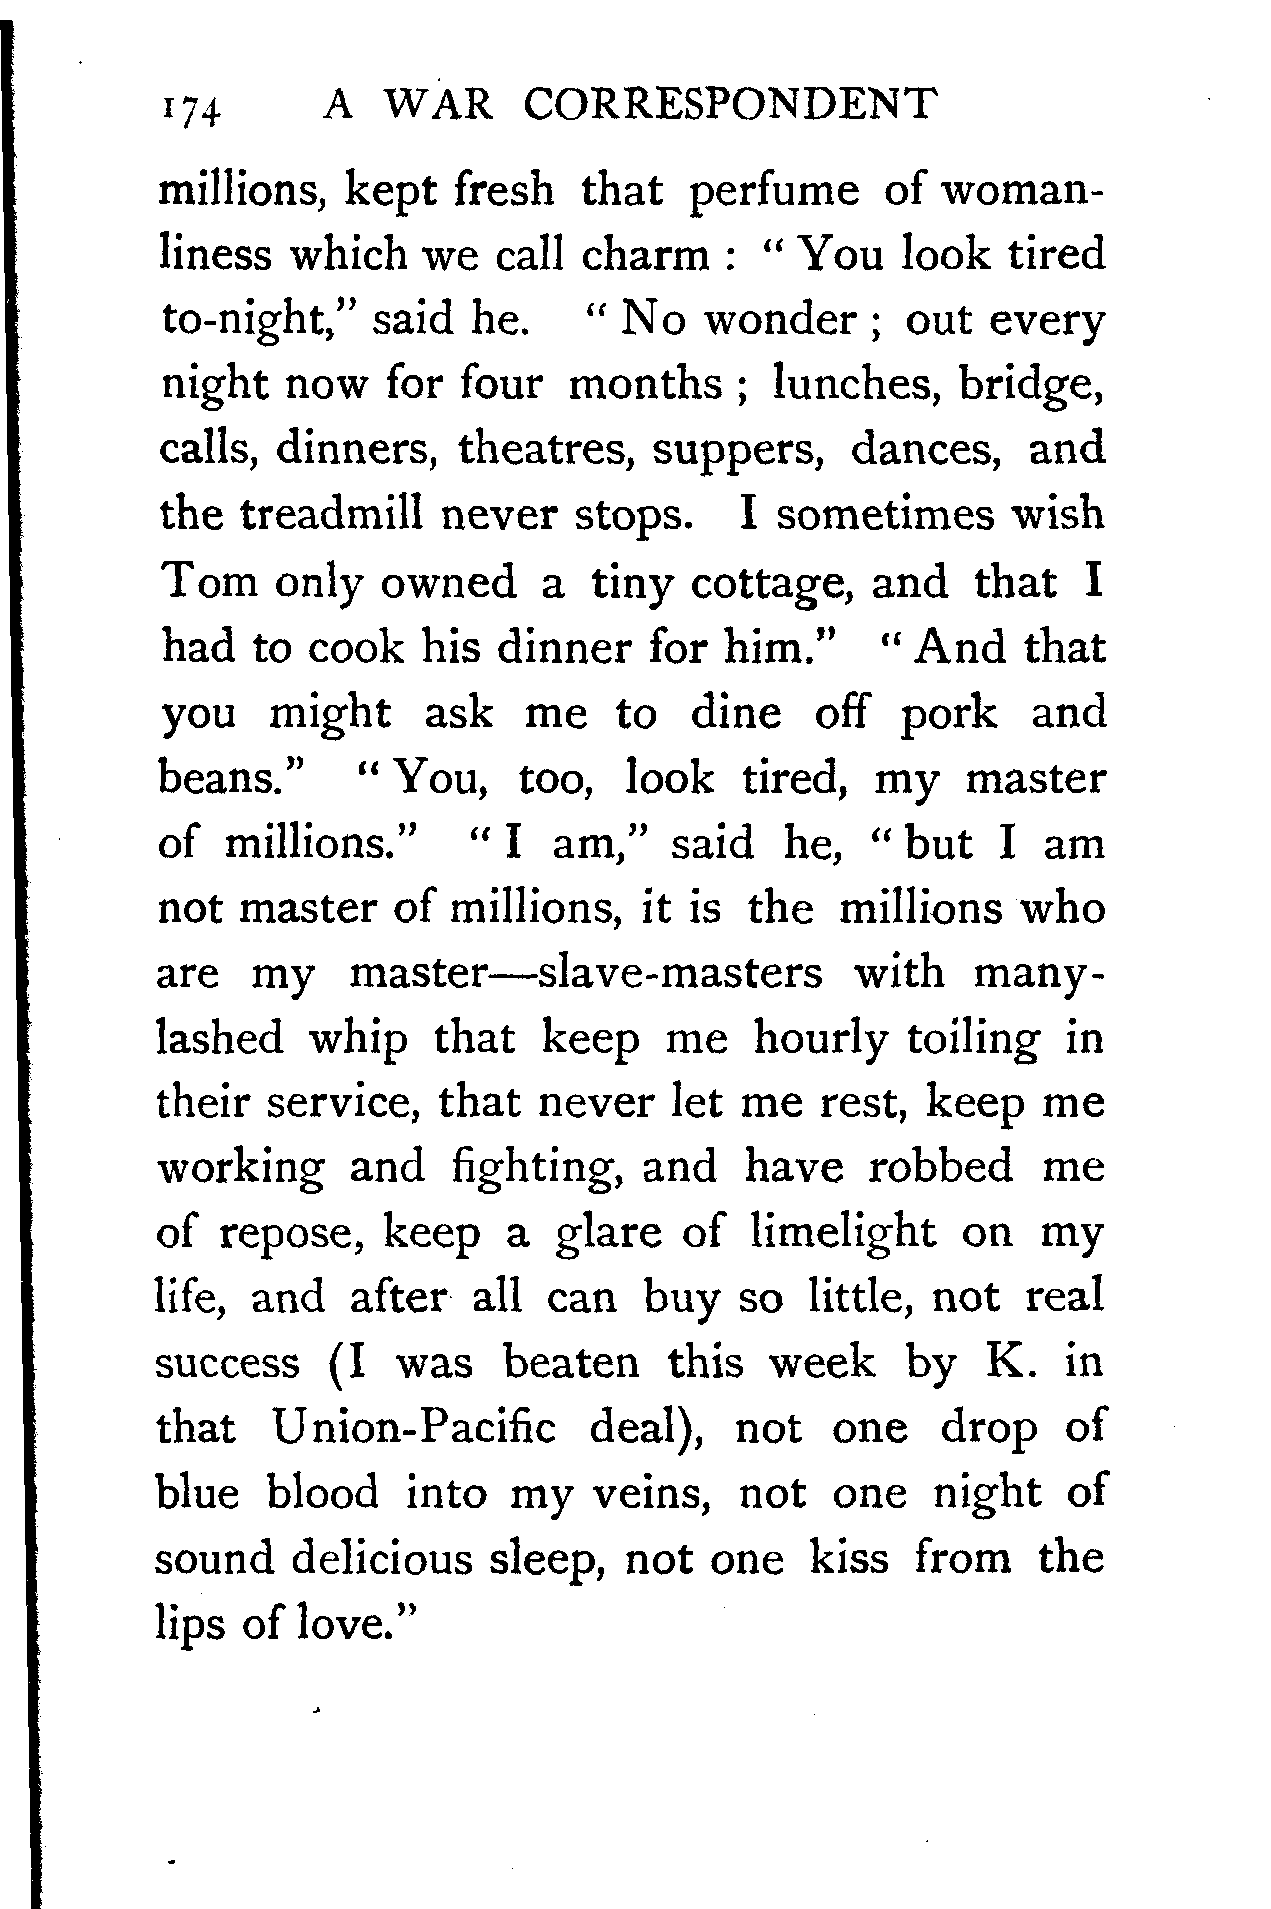 174 A WAR CORRESPONDENT
millions, kept fresh that perfume of woman-
liness which we call charm : “ You look tired
to-night,” said he. “ No wonder ; out every
night now for four months ; lunches, bridge,
calls, dinners, theatres, suppers, dances, and
the treadmill never stops. I sometimes wish
Tom only owned a tiny cottage, and that I
had to cook his dinner for him.” “ And that
you might ask me to dine off pork and
beans.” “ You, too, look tired, my master
of millions.” “ I am,” said he, “ but I am
not master of millions, it is the millions who
are my master—slave-masters with many-
lashed whip that keep me hourly toiling in
their service, that never let me rest, keep me
working and fighting, and have robbed me
of repose, keep a glare of limelight on my
life, and after all can buy so little, not real
success (I was beaten this week by K. in
that Union-Pacific deal), not one drop of
blue blood into my veins, not one night of
sound delicious sleep, not one kiss from the
lips of love.”